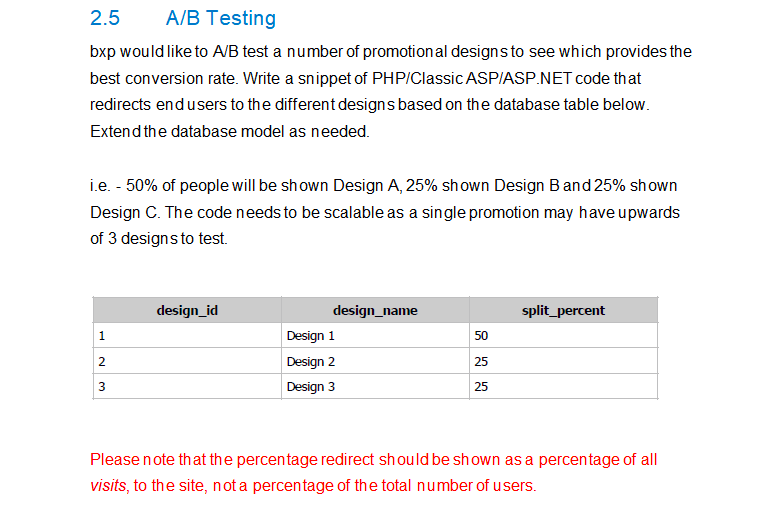 2.5 A/B Testing
bxp would like to A/B test a number of promotional designs to see which provides the
best conversion rate. Write a snippet of PHP/Classic ASP/ASP.NET code that
redirects end users to the different designs based on the database table below.
Extend the database model as needed.
i.e. - 50% of people will be shown Design A, 25% shown Design B and 25% shown
Design C. The code needs to be scalable as a single promotion may have upwards
of 3 designs to test.
design_id design_name split_percent
1 Design 1 50
2 Design 2 25
3 Design 3 25
Please note that the percentage redirect should be shown as a percentage of all
visits, to the site, not a percentage of the total number of users.